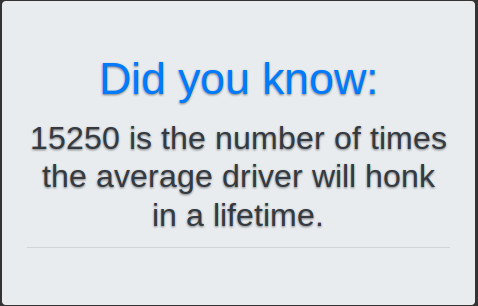 Did you know:
15250 is the number of times
the average driver will honk
in a lifetime.